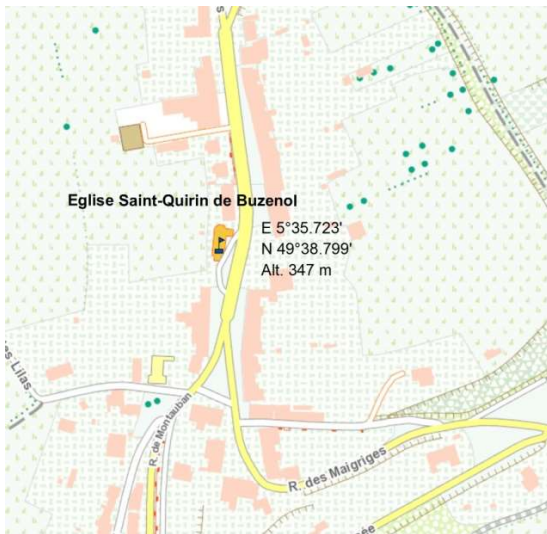 Eglise Saint-Quirin de Buzenol
E 5°35.723'
N 49°38.799'
Alt. 347 m
es Lilas
R. de Montauban
R. des Maigriges
ée